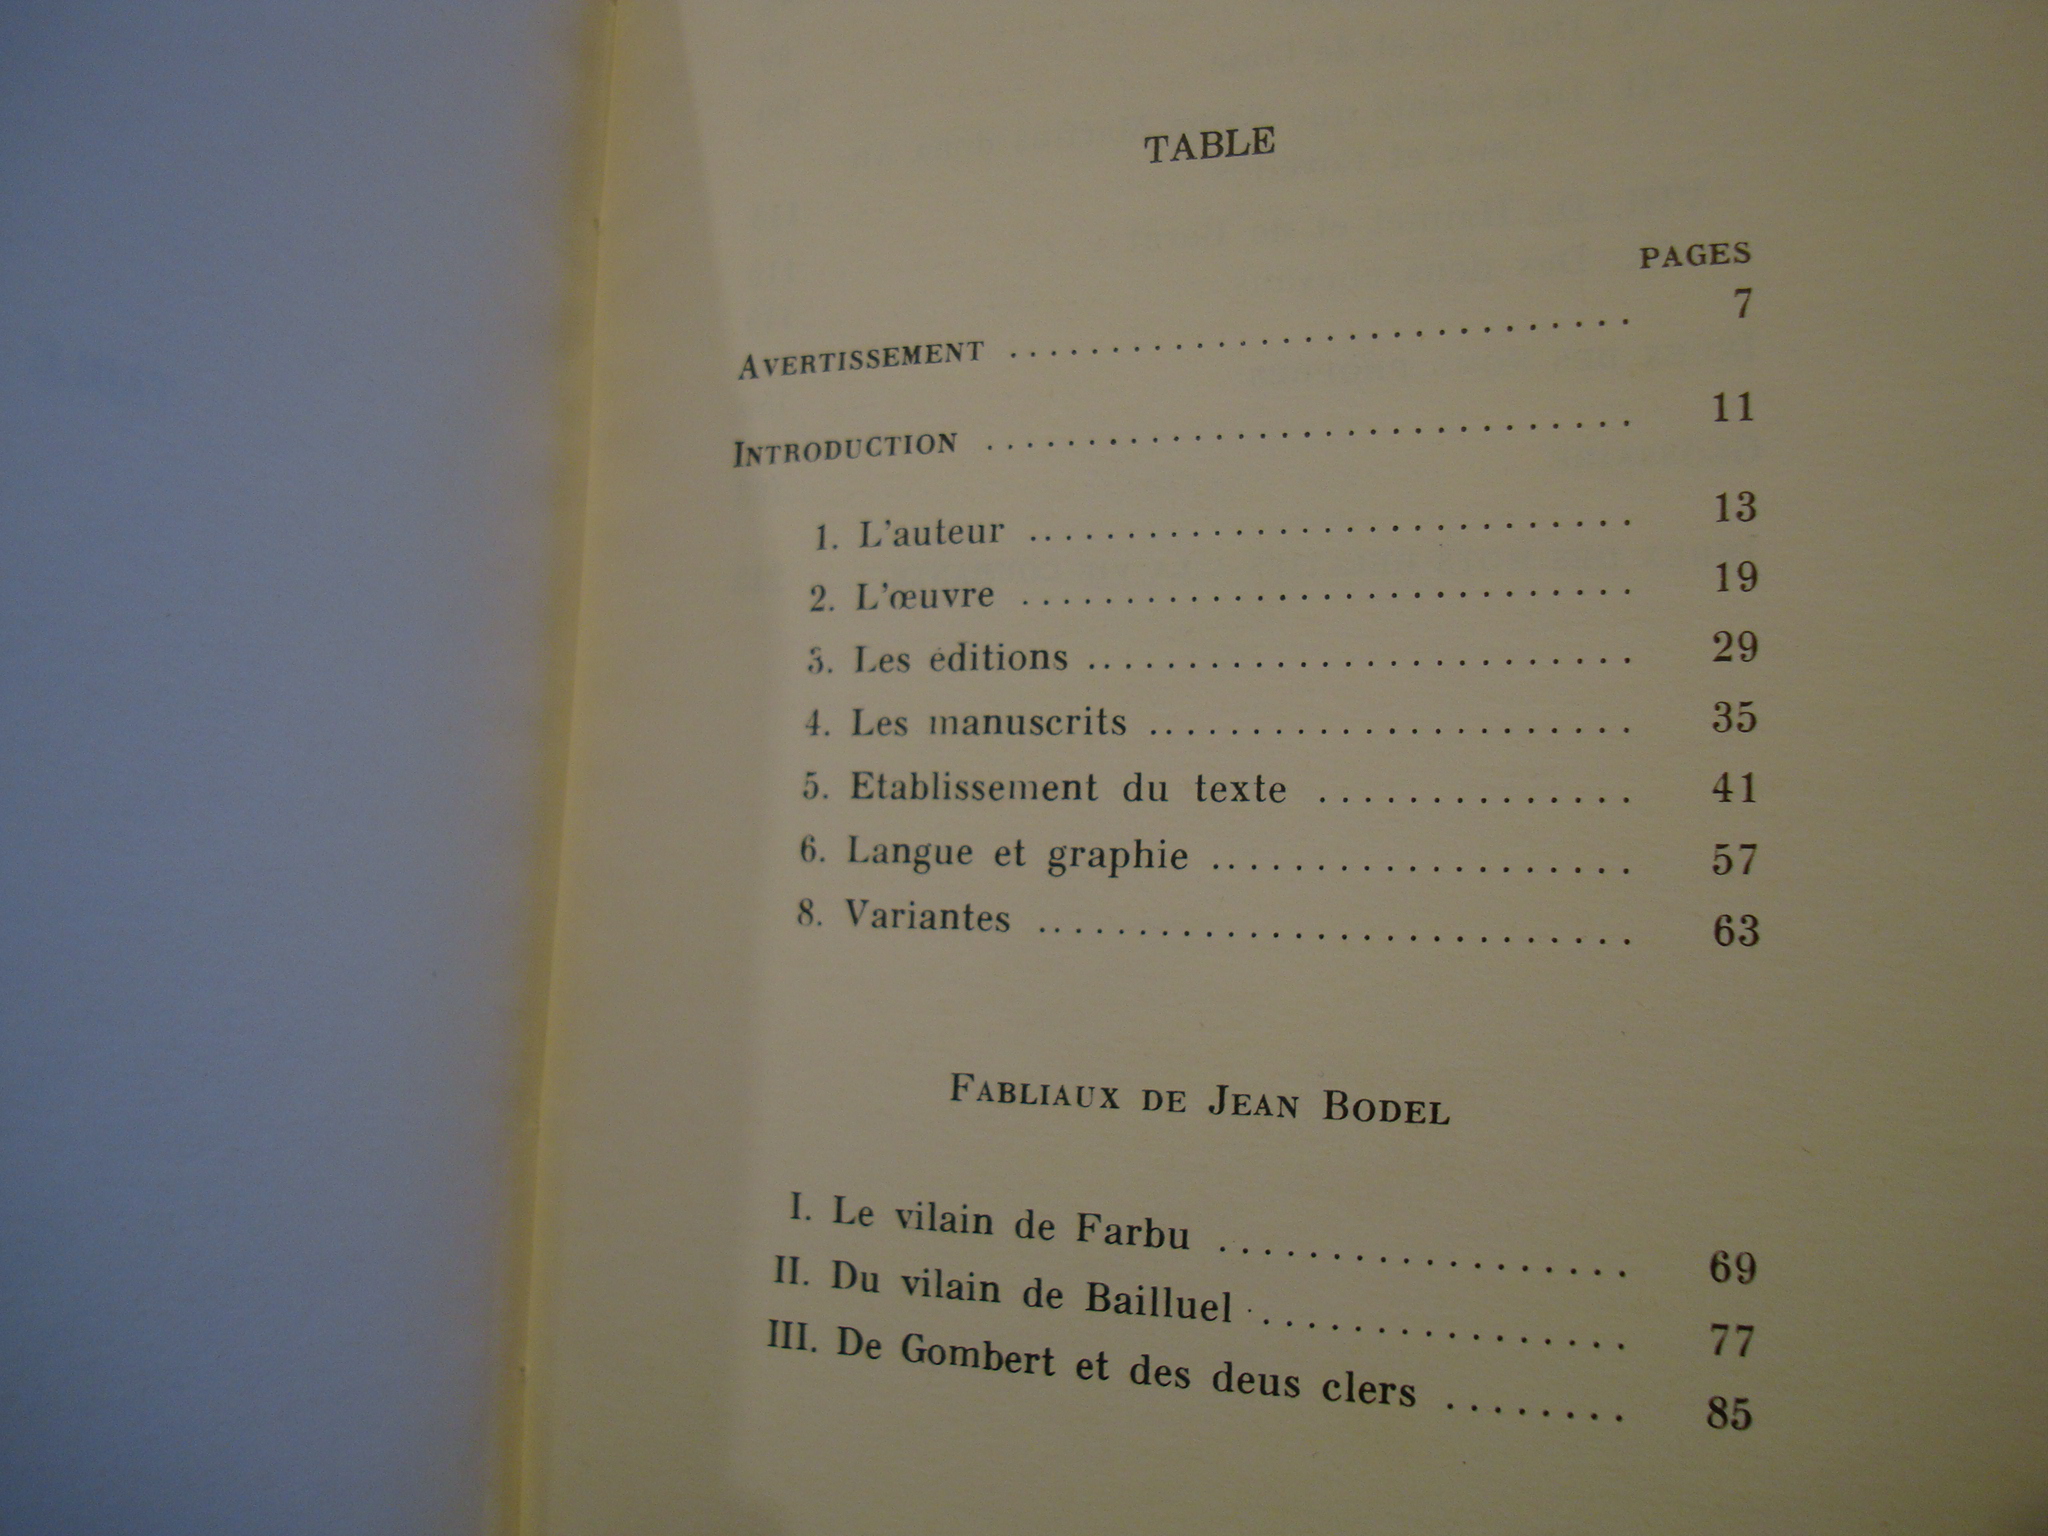 TABLE
PAGES
AVERTISSEMENT .............................. 7
INTRODUCTION .............................. 11
1. L'auteur .............................. 13
2. L'œuvre .............................. 19
3. Les éditions .......................... 29
4. Les manuscrits ....................... 35
5. Etablissement du texte .............. 41
6. Langue et graphie .................... 57
8. Variantes ............................ 63
FABLIAUX DE JEAN BODEL
I. Le vilain de Farbu .................. 69
II. Du vilain de Bailluel ................. 77
III. De Gombert et des deus clers ........ 85